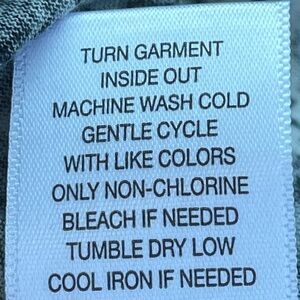 TURN GARMENT
INSIDE OUT
MACHINE WASH COLD
GENTLE CYCLE
WITH LIKE COLORS
ONLY NON-CHLORINE
BLEACH IF NEEDED
TUMBLE DRY LOW
COOL IRON IF NEEDED